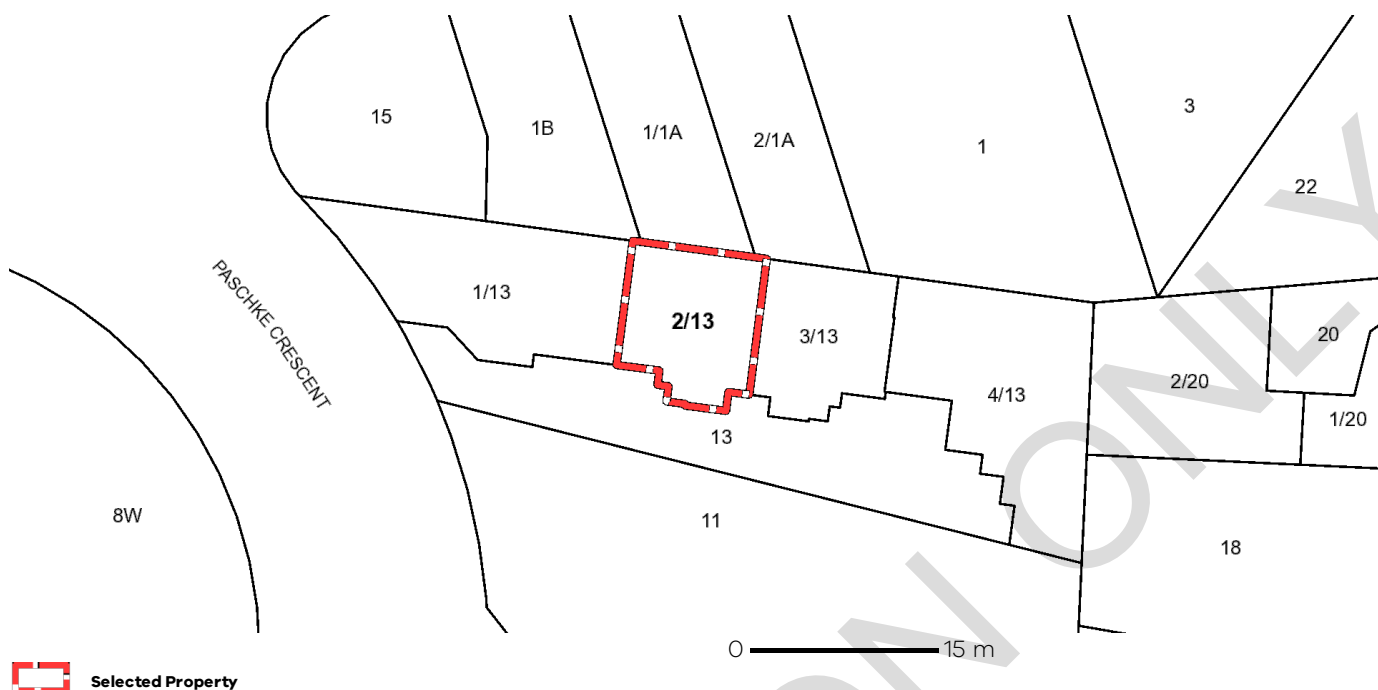 3
15
1B
1/1A
2/1A
1
22
PASCHKE CRESCENT
1/13
2/13
3/13
4/13
20
2/20
1/20
13
8W
11
18
0 15 m
Selected Property
ON ONLY